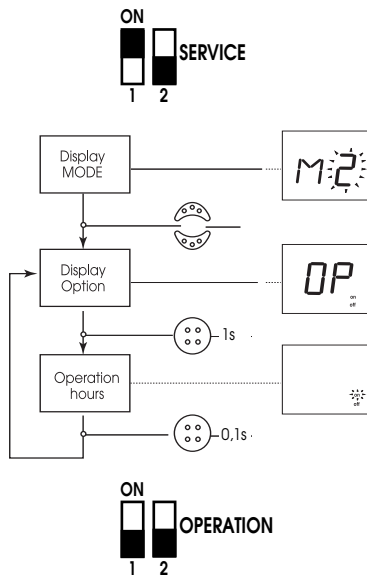 ON
SERVICE
1 2
Display
MODE
M2
Display
Option
OP
on
off
1s
Operation
hours
on
off
0,1s
ON
OPERATION
1 2